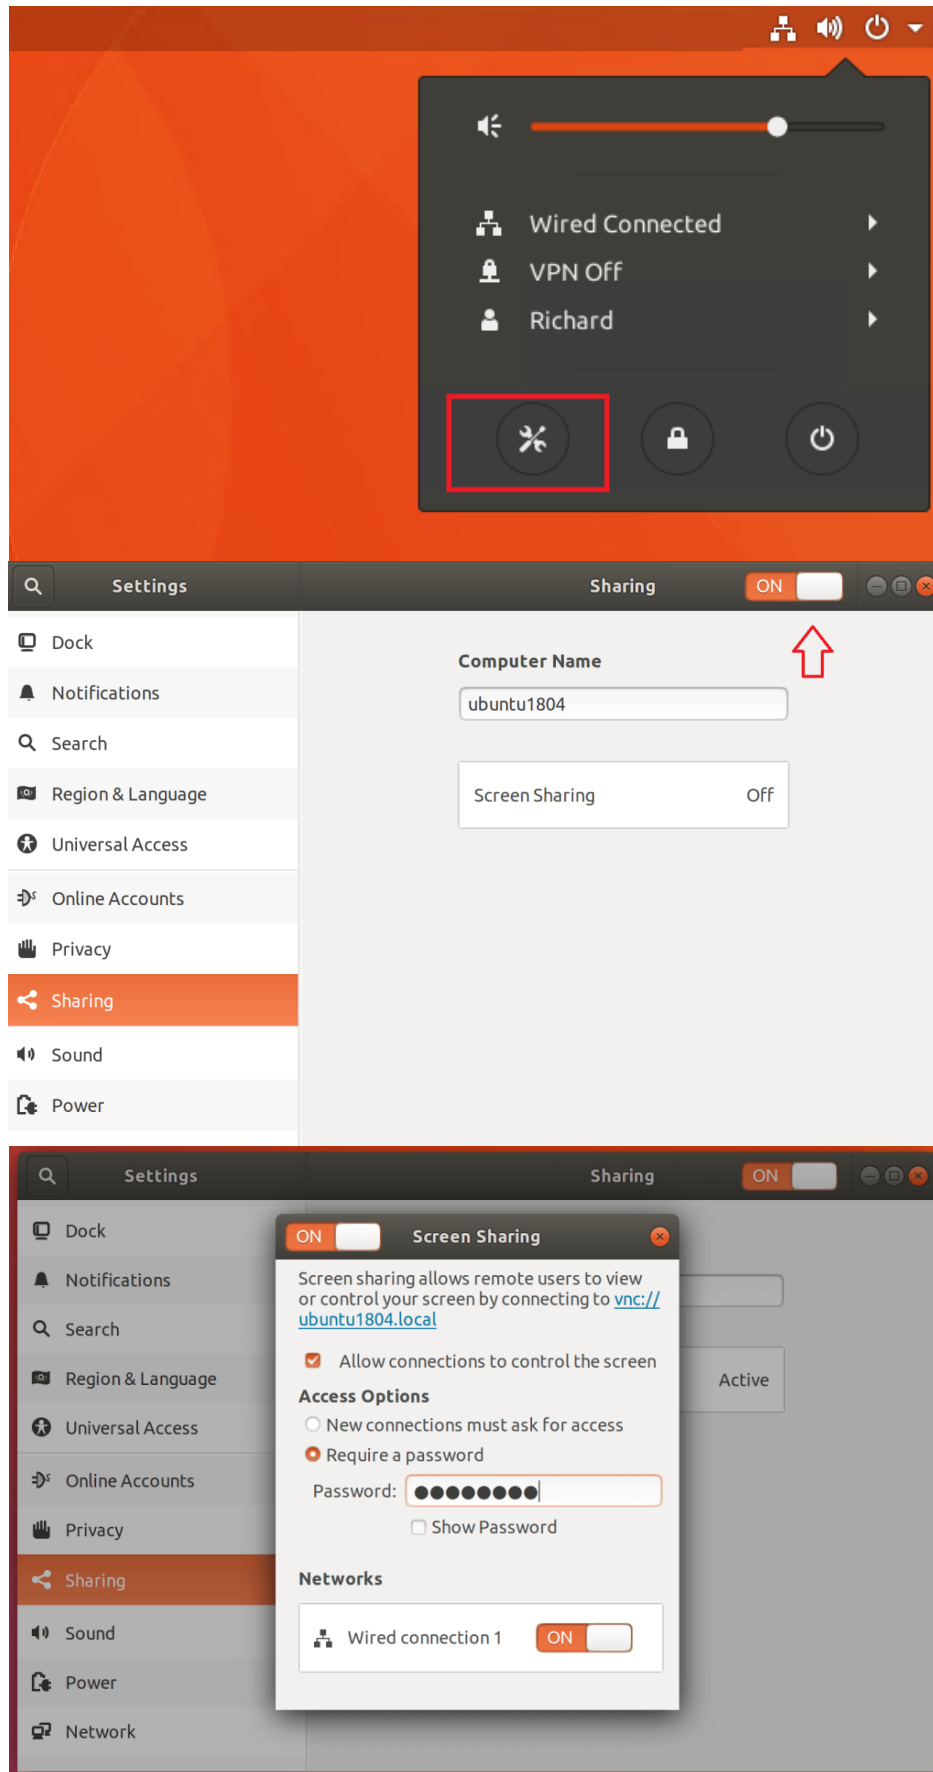 Wired Connected
VPN Off
Richard
Settings
Sharing
ON
Dock
Notifications
Search
Region & Language
Universal Access
Online Accounts
Privacy
Sharing
Sound
Power
Computer Name
ubuntu1804
Screen Sharing Off
Settings
Sharing
ON
Dock
Notifications
Search
Region & Language
Universal Access
Online Accounts
Privacy
Sharing
Sound
Power
Network
Active
ON
Screen Sharing
Screen sharing allows remote users to view
or control your screen by connecting to vnc://
ubuntu1804.local
Allow connections to control the screen
Access Options
New connections must ask for access
Require a password
Password: ●●●●●●●●
Show Password
Networks
Wired connection 1 ON